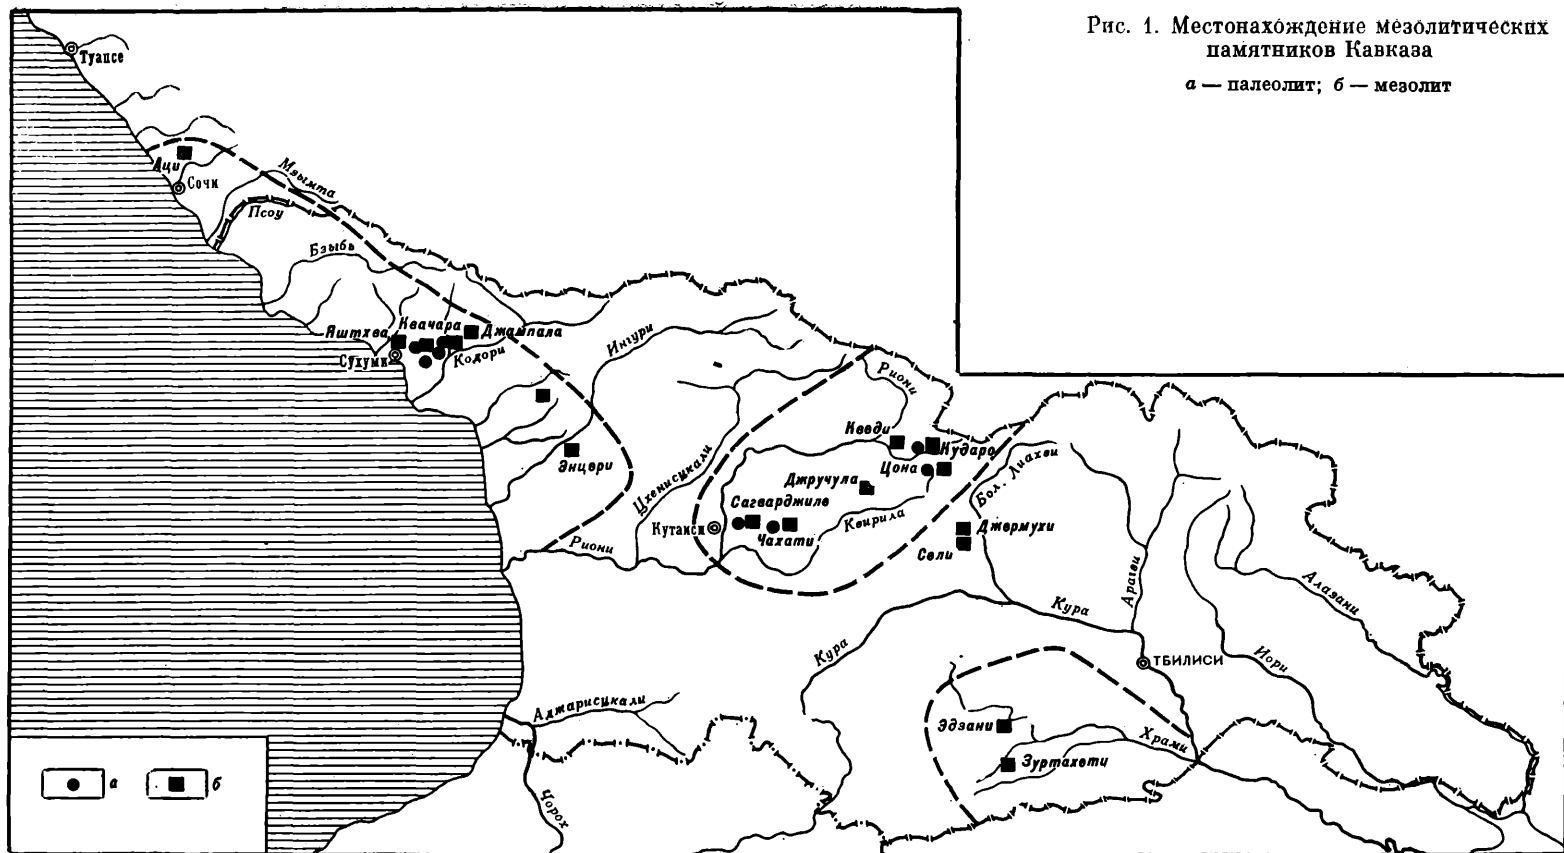 Рис. 1. Местонахождение мезолитических
памятников Кавказа
а — палеолит; б — мезолит
Туапсе
Аци
Сочи
Мзымта
Псоу
Бзыбь
Яштхва
Квачара
Джампала
Сухуми
Кодори
Ингури
Энцери
Цхенисцкали
Риони
Риони
Кведи
Кударо
Цона
Джручула
Сагварджиле
Кутаиси
Чахати
Квирила
Бол. Лиахви
Джермухи
Сели
Кура
Арагви
Алазани
Кура
ТБИЛИСИ
Иори
Аджарисцкали
Эдзани
Храми
Зуртакети
Чорох
а
б